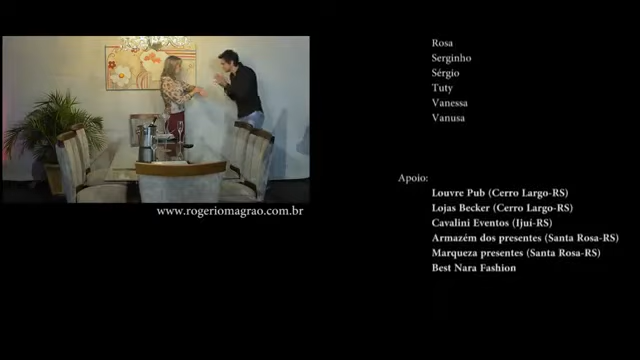 Rosa
Serginho
Sérgio
Tuty
Vanessa
Vanusa
Apoio:
Louvre Pub (Cerro Largo-RS)
Lojas Becker (Cerro Largo-RS)
Cavalini Eventos (Ijuí-RS)
Armazém dos presentes (Santa Rosa-RS)
Marqueza presentes (Santa Rosa-RS)
Best Nara Fashion
www.rogeriomagrao.com.br